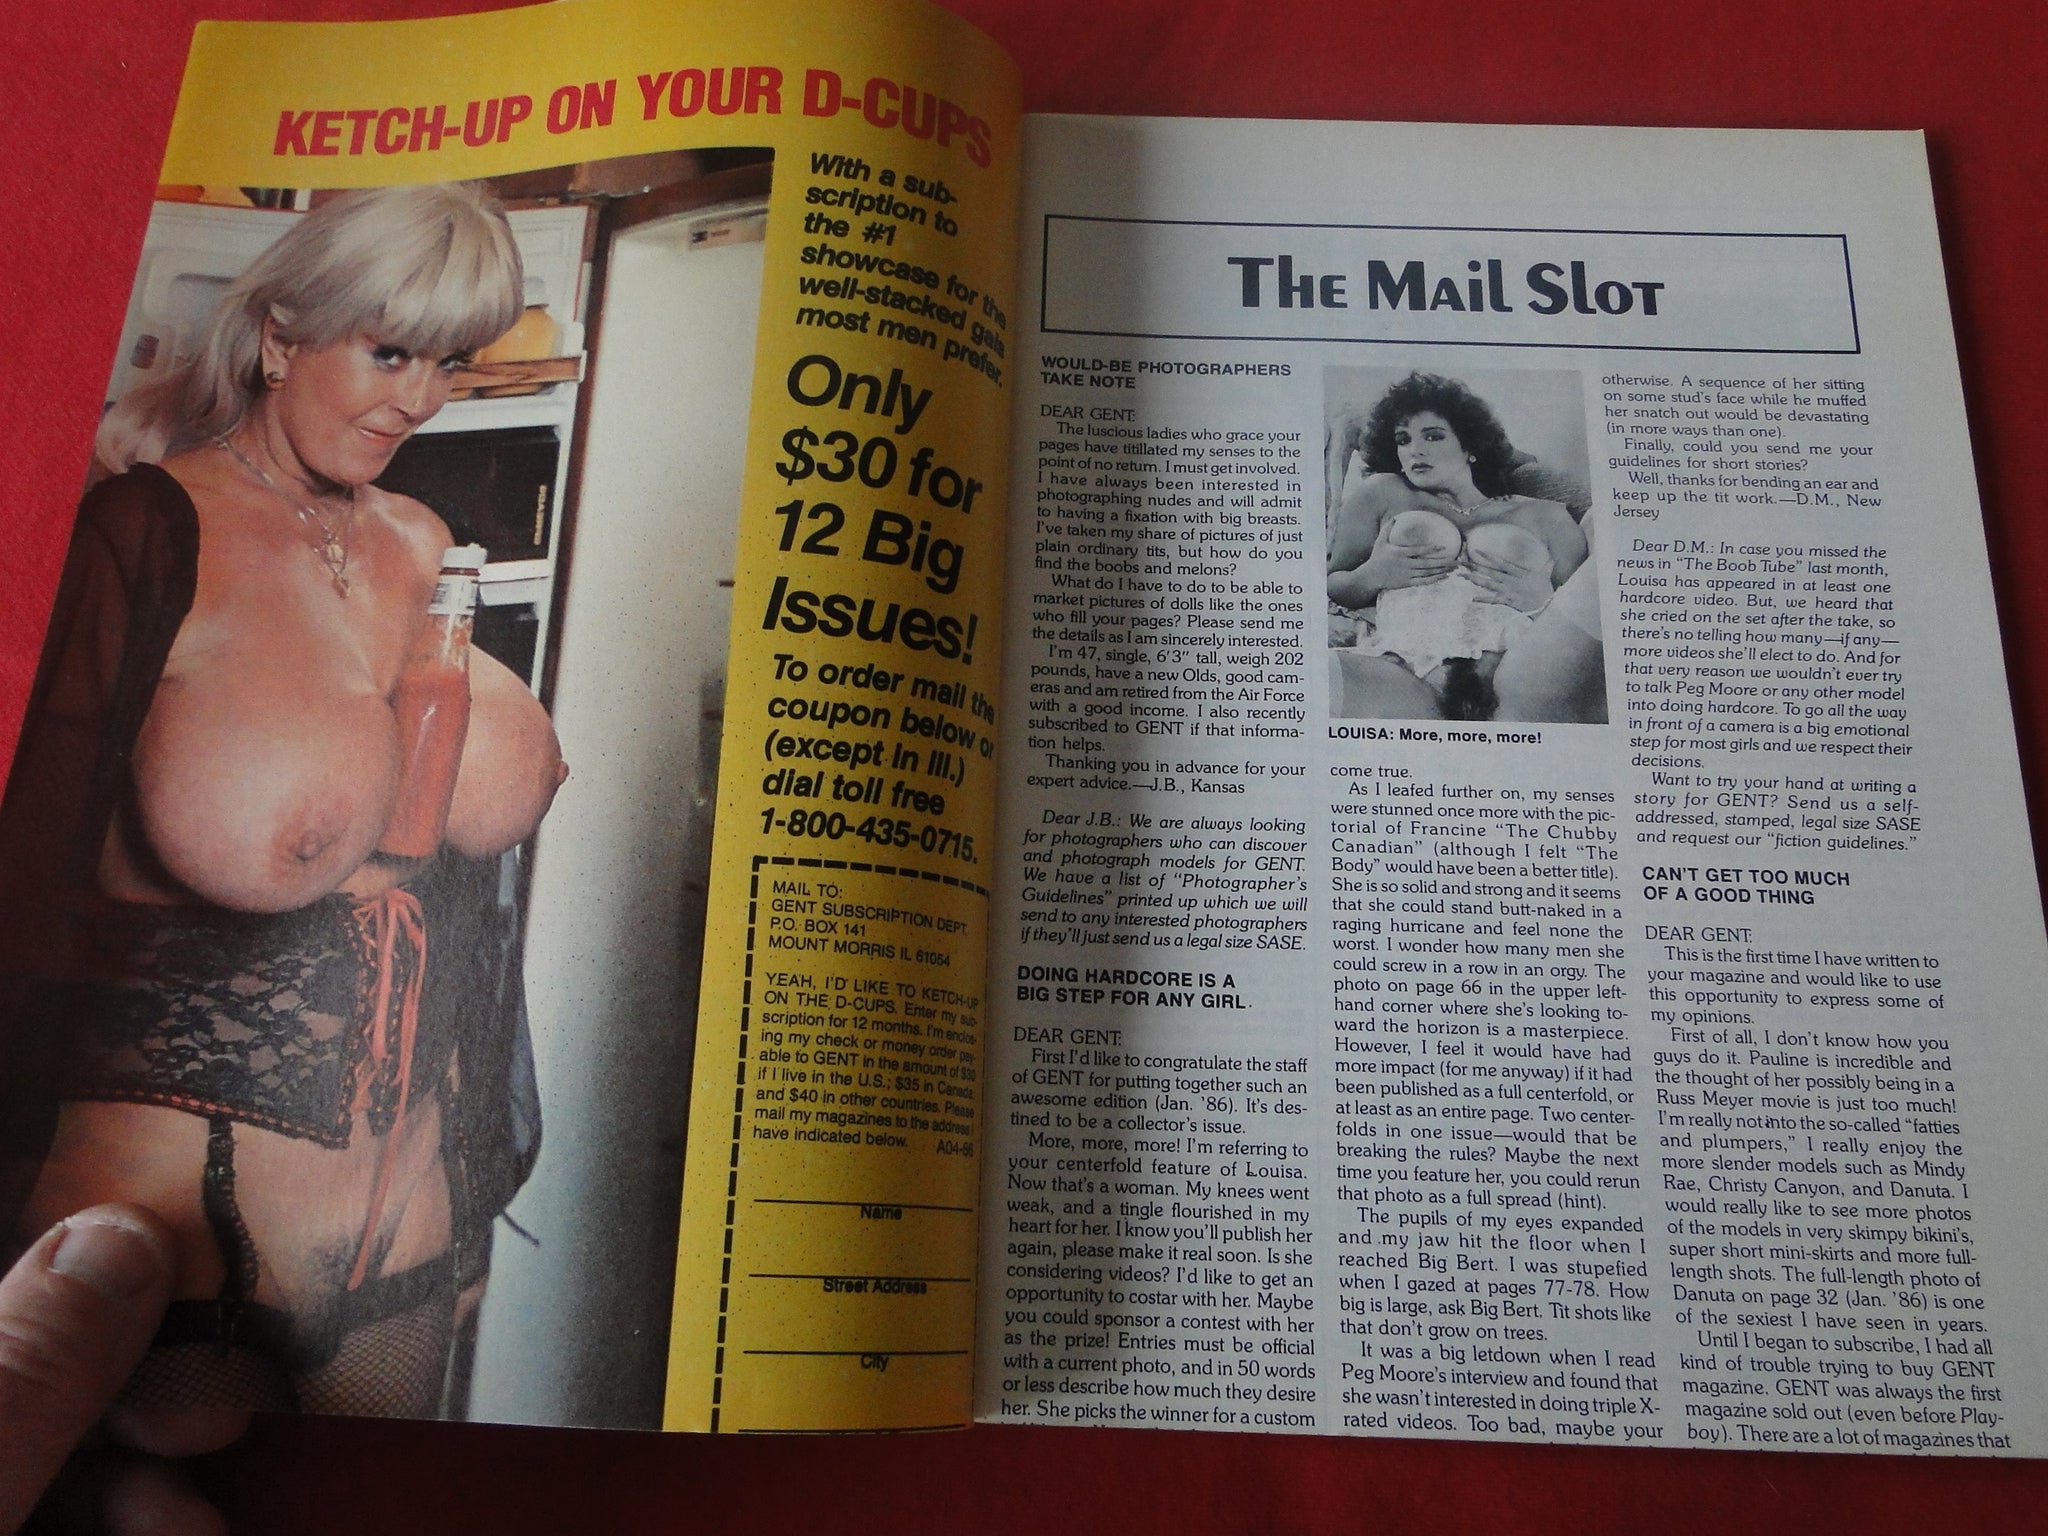 KETCH-UP ON YOUR D-CUPS
With a sub-
scription to
the #1
showcase for the
well-stacked gals
most men prefer.
Only
$30 for
12 Big
Issues!
To order mail the
coupon below or
(except in Ill.)
dial toll free
1-800-435-0715.
MAIL TO:
GENT SUBSCRIPTION DEPT.
P.O. BOX 141
MOUNT MORRIS IL 61054
YEAH, I'D LIKE TO KETCH-UP
ON THE D-CUPS. Enter my sub-
scription for 12 months. I'm enclos-
ing my check or money order pay-
able to GENT in the amount of $30
if I live in the U.S.; $35 in Canada,
and $40 in other countries. Please
mail my magazines to the address I
have indicated below. A04-86
Name
Street Address
City
THE MAIL SLOT
WOULD-BE PHOTOGRAPHERS
TAKE NOTE
DEAR GENT:
The luscious ladies who grace your
pages have titillated my senses to the
point of no return. I must get involved.
I have always been interested in
photographing nudes and will admit
to having a fixation with big breasts.
I've taken my share of pictures of just
plain ordinary tits, but how do you
find the boobs and melons?
What do I have to do to be able to
market pictures of dolls like the ones
who fill your pages? Please send me
the details as I am sincerely interested.
I'm 47, single, 6'3" tall, weigh 202
pounds, have a new Olds, good cam-
eras and am retired from the Air Force
with a good income. I also recently
subscribed to GENT if that informa-
tion helps.
Thanking you in advance for your
expert advice.—J.B., Kansas
Dear J.B.: We are always looking
for photographers who can discover
and photograph models for GENT.
We have a list of "Photographer's
Guidelines" printed up which we will
send to any interested photographers
if they'll just send us a legal size SASE.
DOING HARDCORE IS A
BIG STEP FOR ANY GIRL.
DEAR GENT:
First I'd like to congratulate the staff
of GENT for putting together such an
awesome edition (Jan. '86). It's des-
tined to be a collector's issue.
More, more, more! I'm referring to
your centerfold feature of Louisa.
Now that's a woman. My knees went
weak, and a tingle flourished in my
heart for her. I know you'll publish her
again, please make it real soon. Is she
considering videos? I'd like to get an
opportunity to costar with her. Maybe
you could sponsor a contest with her
as the prize! Entries must be official
with a current photo, and in 50 words
or less describe how much they desire
her. She picks the winner for a custom
LOUISA: More, more, more!
come true.
As I leafed further on, my senses
were stunned once more with the pic-
torial of Francine "The Chubby
Canadian" (although I felt "The
Body" would have been a better title).
She is so solid and strong and it seems
that she could stand butt-naked in a
raging hurricane and feel none the
worst. I wonder how many men she
could screw in a row in an orgy. The
photo on page 66 in the upper left-
hand corner where she's looking to-
ward the horizon is a masterpiece.
However, I feel it would have had
more impact (for me anyway) if it had
been published as a full centerfold, or
at least as an entire page. Two center-
folds in one issue—would that be
breaking the rules? Maybe the next
time you feature her, you could rerun
that photo as a full spread (hint).
The pupils of my eyes expanded
and my jaw hit the floor when I
reached Big Bert. I was stupefied
when I gazed at pages 77-78. How
big is large, ask Big Bert. Tit shots like
that don't grow on trees.
It was a big letdown when I read
Peg Moore's interview and found that
she wasn't interested in doing triple X-
rated videos. Too bad, maybe your
otherwise. A sequence of her sitting
on some stud's face while he muffed
her snatch out would be devastating
(in more ways than one).
Finally, could you send me your
guidelines for short stories?
Well, thanks for bending an ear and
keep up the tit work.—D.M., New
Jersey
Dear D.M.: In case you missed the
news in "The Boob Tube" last month,
Louisa has appeared in at least one
hardcore video. But, we heard that
she cried on the set after the take, so
there's no telling how many—if any—
more videos she'll elect to do. And for
that very reason we wouldn't ever try
to talk Peg Moore or any other model
into doing hardcore. To go all the way
in front of a camera is a big emotional
step for most girls and we respect their
decisions.
Want to try your hand at writing a
story for GENT? Send us a self-
addressed, stamped, legal size SASE
and request our "fiction guidelines."
CAN'T GET TOO MUCH
OF A GOOD THING
DEAR GENT:
This is the first time I have written to
your magazine and would like to use
this opportunity to express some of
my opinions.
First of all, I don't know how you
guys do it. Pauline is incredible and
the thought of her possibly being in a
Russ Meyer movie is just too much!
I'm really not into the so-called "fatties
and plumpers," I really enjoy the
more slender models such as Mindy
Rae, Christy Canyon, and Danuta. I
would really like to see more photos
of the models in very skimpy bikini's,
super short mini-skirts and more full-
length shots. The full-length photo of
Danuta on page 32 (Jan. '86) is one
of the sexiest I have seen in years.
Until I began to subscribe, I had all
kind of trouble trying to buy GENT
magazine. GENT was always the first
magazine sold out (even before Play-
boy). There are a lot of magazines that